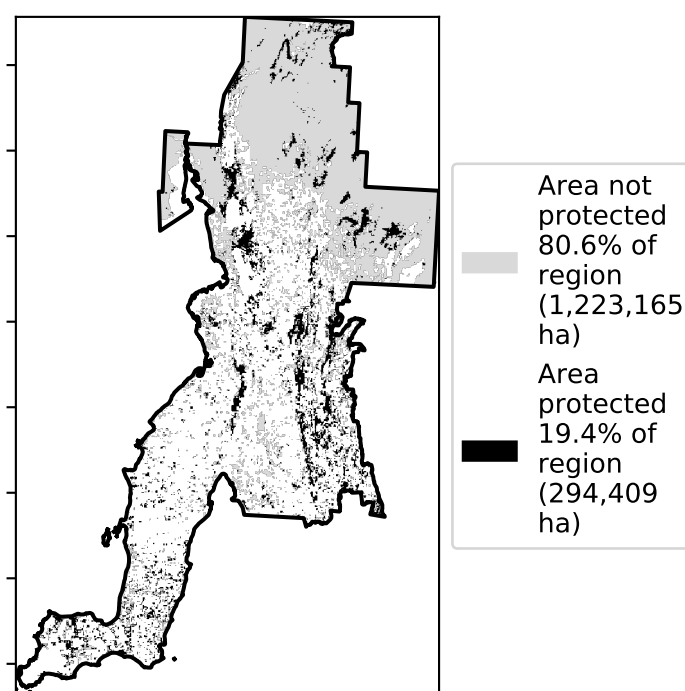 Area not
protected
80.6% of
region
(1,223,165
ha)
Area
protected
19.4% of
region
(294,409
ha)